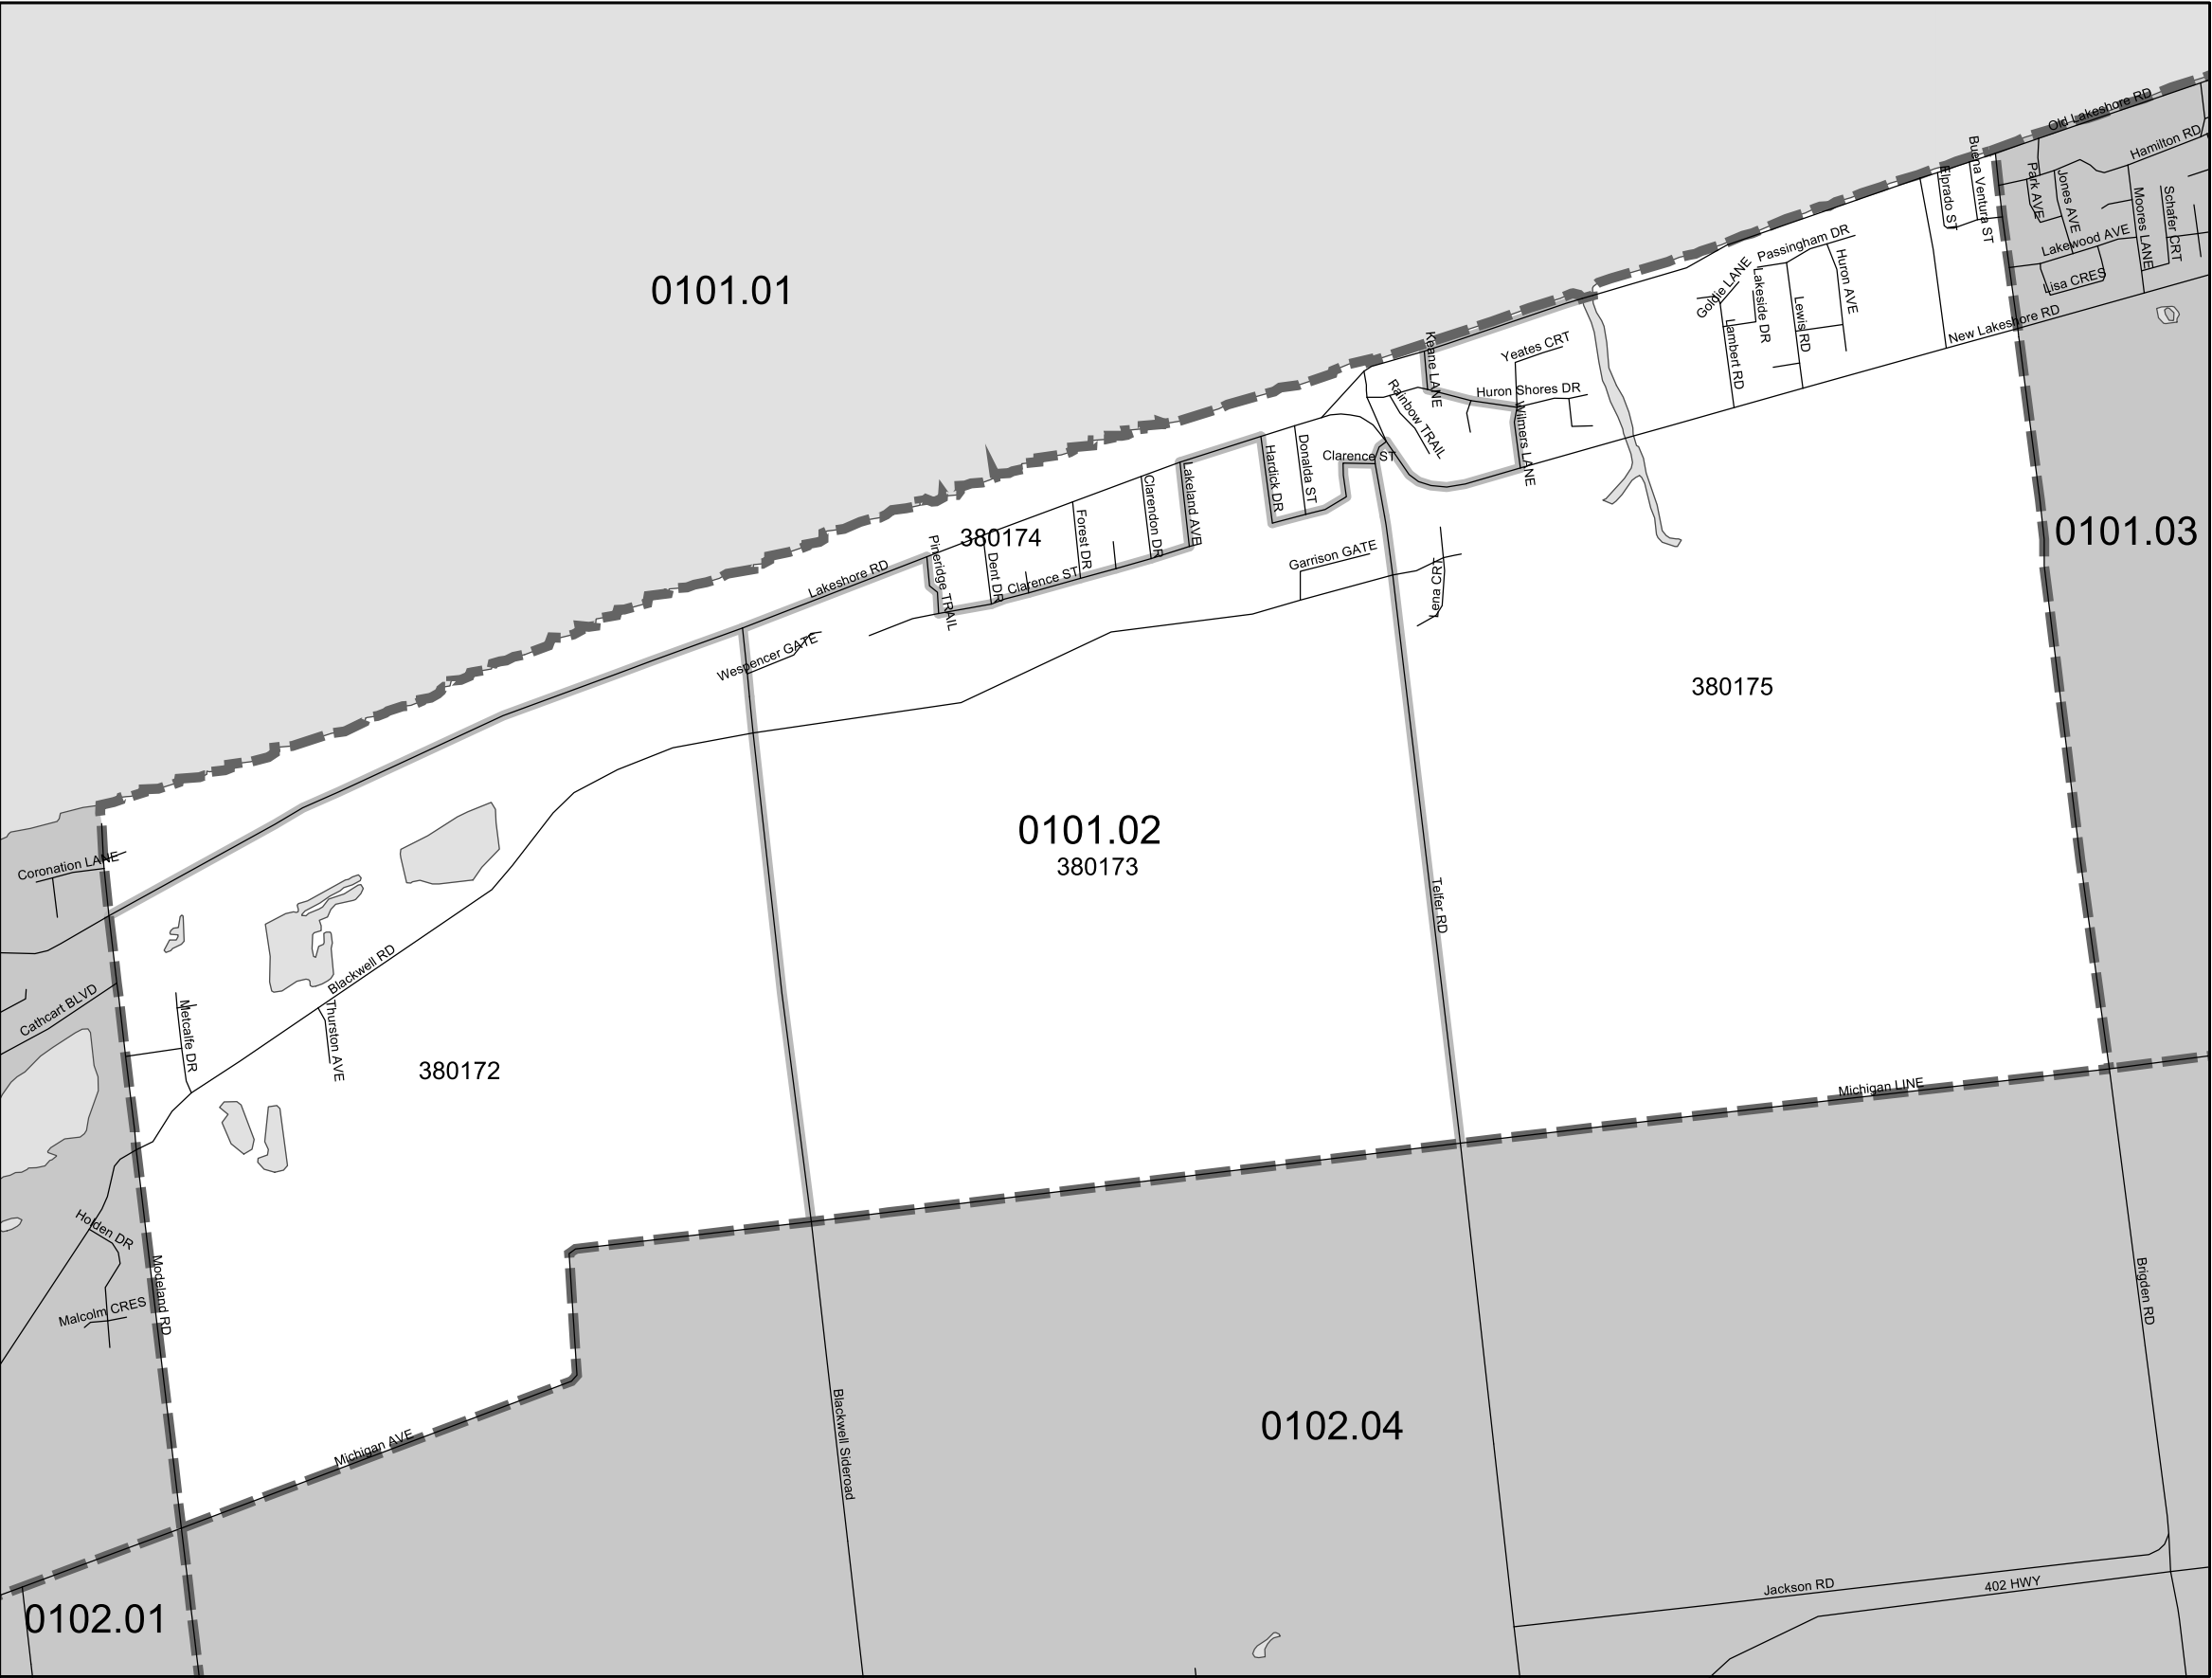 Old Lakeshore RD
Hamilton RD
Buena Ventura ST
Elprado ST
Park AVE
Jones AVE
Moores LANE
Schafer CRT
Lakewood AVE
Lisa CRES
New Lakeshore RD
Passingham DR
Goldie LANE
Lakeside DR
Huron AVE
Lewis RD
Lambert RD
0101.01
Keane LANE
Yeates CRT
Huron Shores DR
Rainbow TRAIL
Wilmers LANE
Clarence ST
Donalda ST
Hardick DR
Lakeland AVE
Clarendon DR
Forest DR
380174
Dent DR
Pineridge TRAIL
Clarence ST
Lakeshore RD
Garrison GATE
Lena CRT
0101.03
Wespencer GATE
380175
0101.02
380173
Telfer RD
Coronation LANE
Cathcart BLVD
Metcalfe DR
Blackwell RD
Thurston AVE
380172
Michigan LINE
Holden DR
Modeland RD
Malcolm CRES
Brigden RD
Michigan AVE
Blackwell Sideroad
0102.04
Jackson RD
402 HWY
0102.01